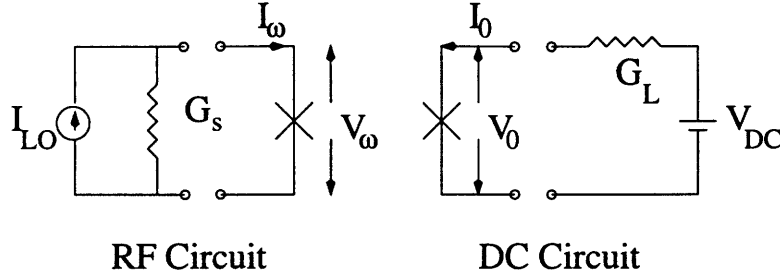 I_ω
I_0
I_LO
G_s
V_ω
V_0
G_L
V_DC
RF Circuit
DC Circuit